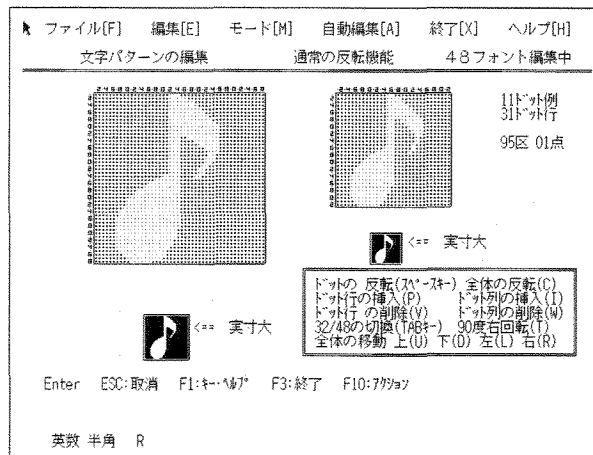 ファイル[F] 編集[E] モード[M] 自動編集[A] 終了[X] ヘルプ[H]
文字パターンの編集 通常の反転機能 48フォント編集中
11ドット例
31ドット行
95区 01点
<== 実寸大
ドットの 反転(スペースキー) 全体の反転(C)
ドット行の挿入(P) ドット列の挿入(I)
ドット行 の削除(V) ドット列の削除(W)
32/48の切換(TABキー) 90度右回転(T)
全体の移動 上(U) 下(D) 左(L) 右(R)
<== 実寸大
Enter ESC:取消 F1:キー・ヘルプ F3:終了 F10:アクション
英数 半角 R